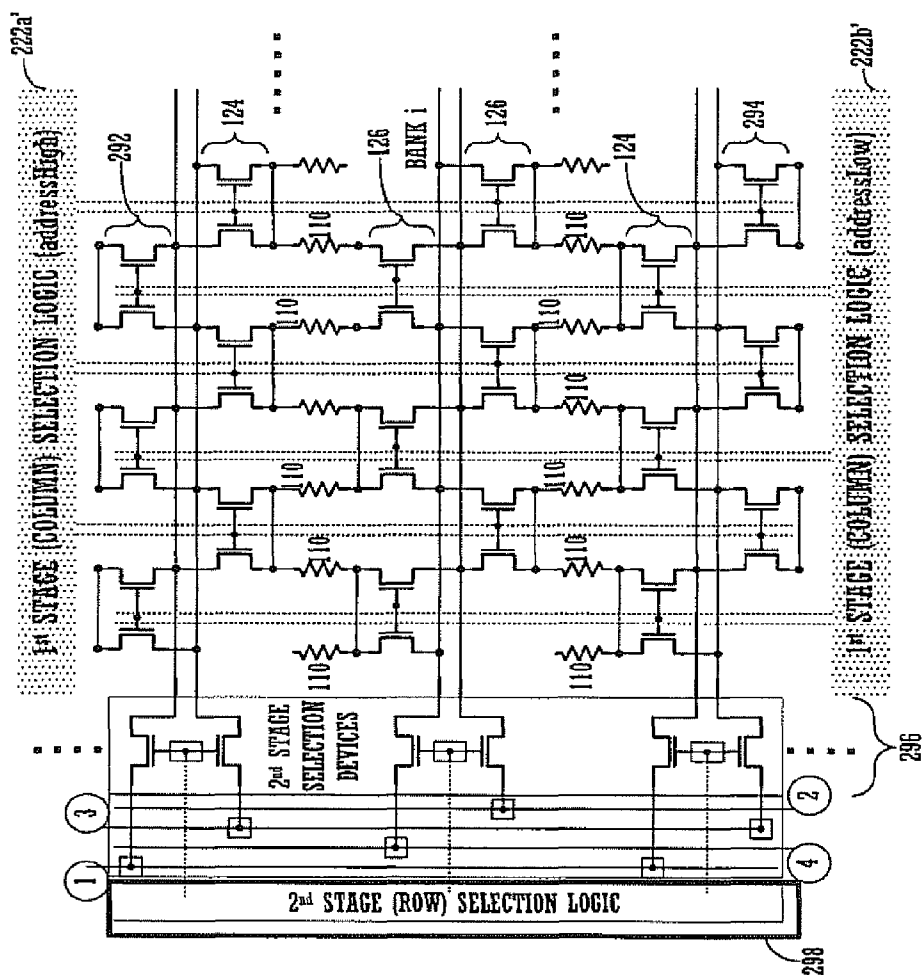 222a'
1st STAGE (COLUMN) SELECTION LOGIC (addressHigh)
292
124
110
110
110
110
126
BANK i
126
110
110
110
110
110
124
294
1st STAGE (COLUMN) SELECTION LOGIC (addressLow)
222b'
110
110
2nd STAGE
SELECTION
DEVICES
296
3
1
2
4
2nd STAGE (ROW) SELECTION LOGIC
298